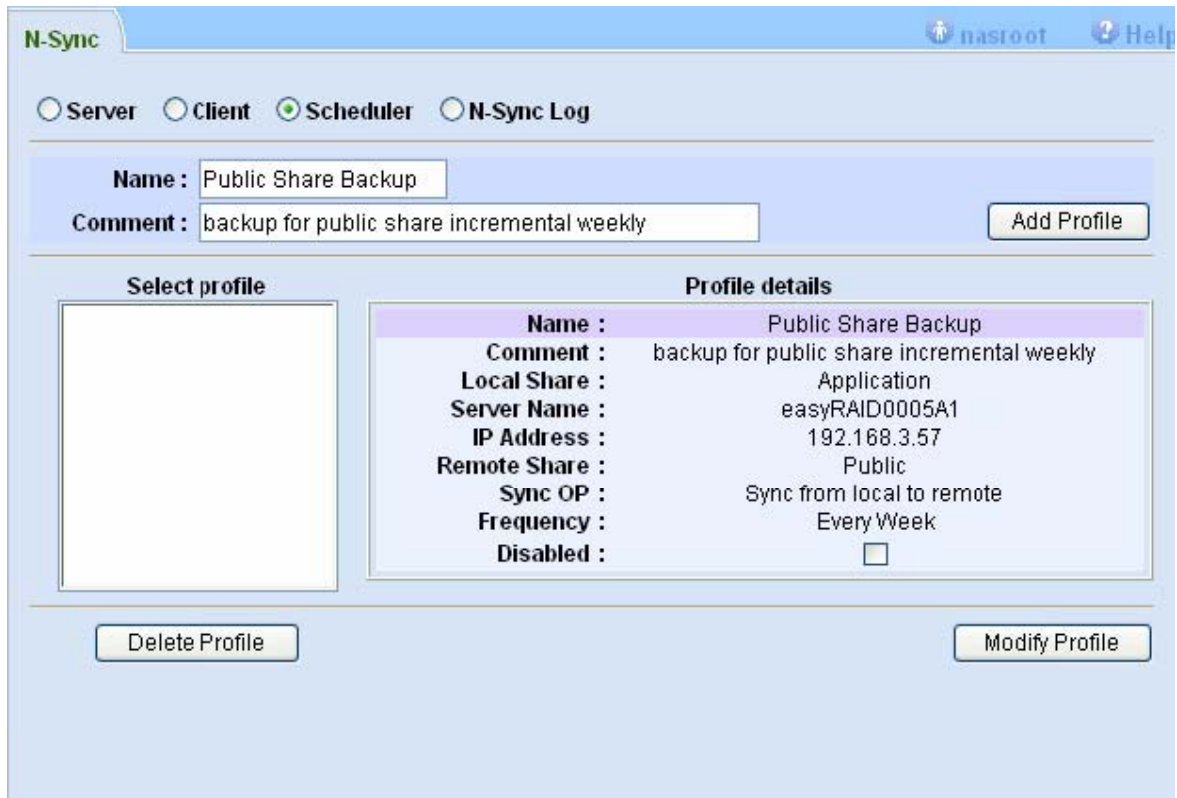 N-Sync
nasroot Help
Server Client Scheduler N-Sync Log
Name : Public Share Backup
Comment : backup for public share incremental weekly
Add Profile
Select profile
Profile details
Name : Public Share Backup
Comment : backup for public share incremental weekly
Local Share : Application
Server Name : easyRAID0005A1
IP Address : 192.168.3.57
Remote Share : Public
Sync OP : Sync from local to remote
Frequency : Every Week
Disabled :
Delete Profile
Modify Profile